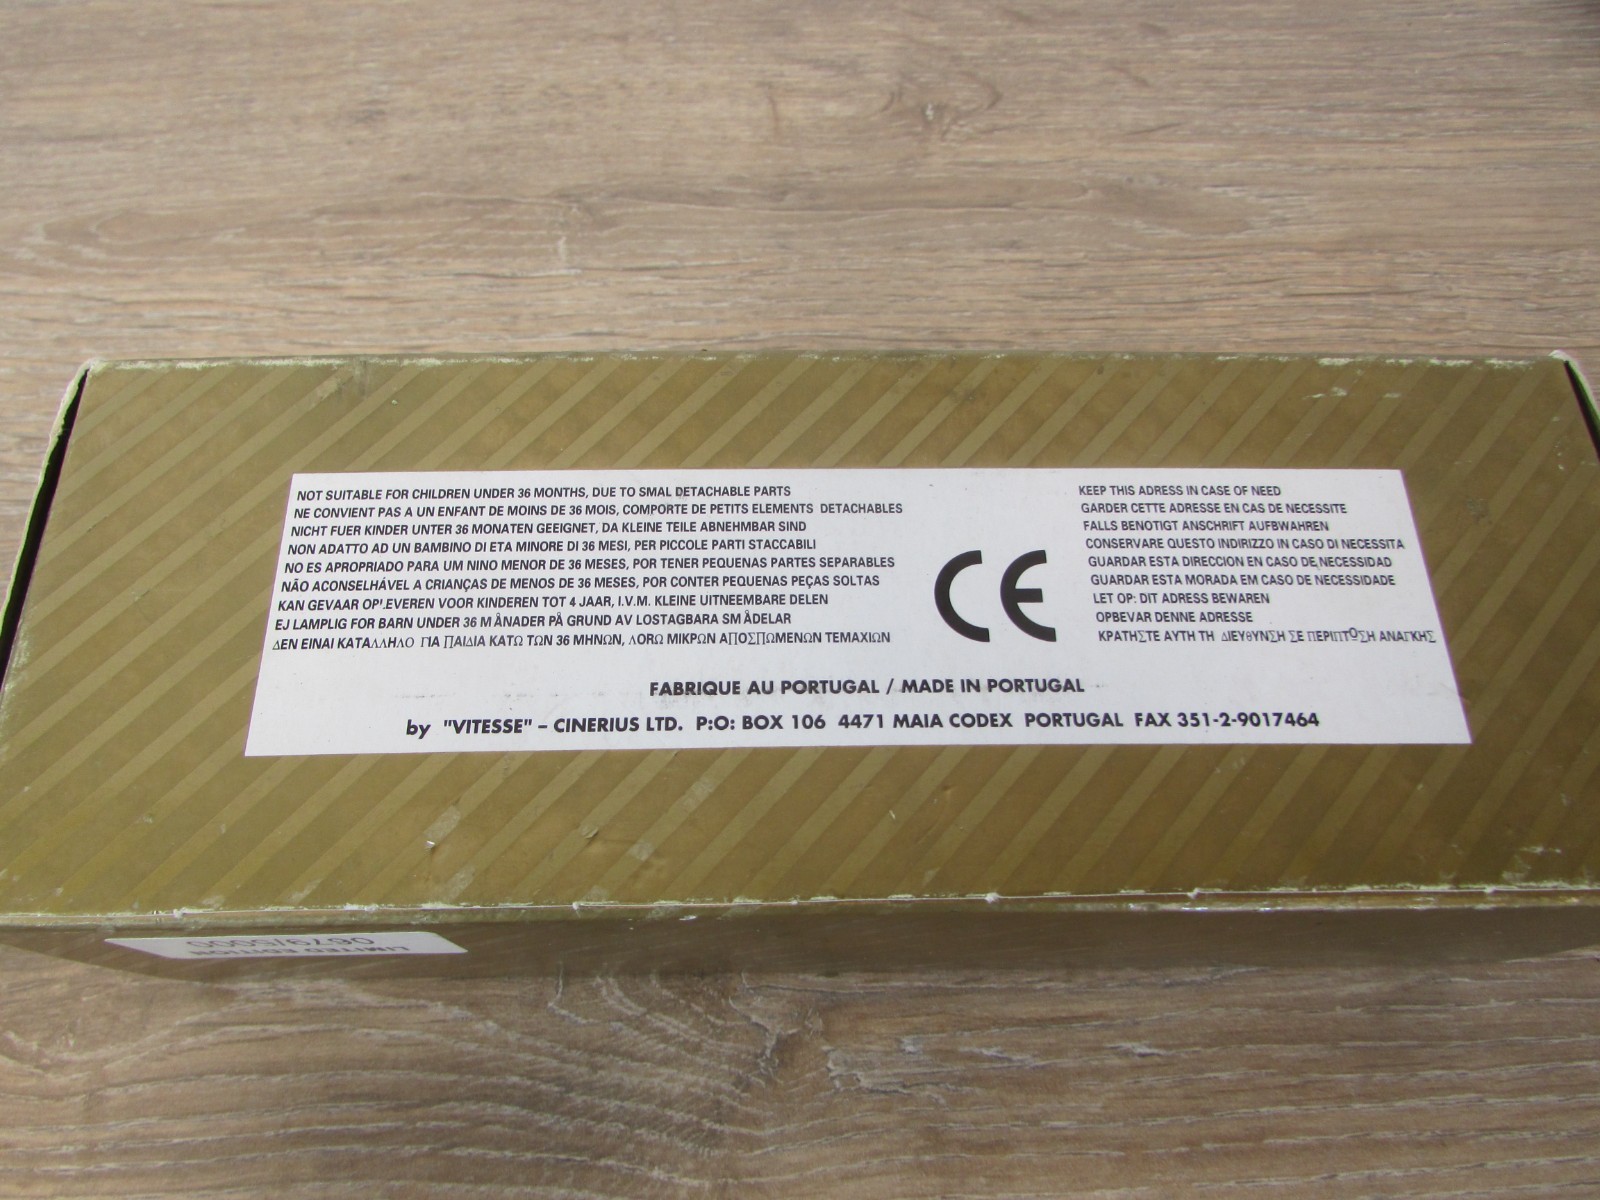 NOT SUITABLE FOR CHILDREN UNDER 36 MONTHS, DUE TO SMAL DETACHABLE PARTS
NE CONVIENT PAS A UN ENFANT DE MOINS DE 36 MOIS, COMPORTE DE PETITS ELEMENTS DETACHABLES
NICHT FUER KINDER UNTER 36 MONATEN GEEIGNET, DA KLEINE TEILE ABNEHMBAR SIND
NON ADATTO AD UN BAMBINO DI ETA MINORE DI 36 MESI, PER PICCOLE PARTI STACCABILI
NO ES APROPRIADO PARA UM NINO MENOR DE 36 MESES, POR TENER PEQUENAS PARTES SEPARABLES
NÃO ACONSELHÁVEL A CRIANÇAS DE MENOS DE 36 MESES, POR CONTER PEQUENAS PEÇAS SOLTAS
KAN GEVAAR OPLEVEREN VOOR KINDEREN TOT 4 JAAR, I.V.M. KLEINE UITNEEMBARE DELEN
EJ LAMPLIG FOR BARN UNDER 36 MÅNADER PÅ GRUND AV LOSTAGBARA SMÅDELAR
ΔΕΝ ΕΙΝΑΙ ΚΑΤΑΛΛΗΛΟ ΓΙΑ ΠΑΙΔΙΑ ΚΑΤΩ ΤΩΝ 36 ΜΗΝΩΝ, ΛΟΓΩ ΜΙΚΡΩΝ ΑΠΟΣΠΩΜΕΝΩΝ ΤΕΜΑΧΙΩΝ
CE
KEEP THIS ADRESS IN CASE OF NEED
GARDER CETTE ADRESSE EN CAS DE NECESSITE
FALLS BENOTIGT ANSCHRIFT AUFBWAHREN
CONSERVARE QUESTO INDIRIZZO IN CASO DI NECESSITA
GUARDAR ESTA DIRECCION EN CASO DE NECESSIDAD
GUARDAR ESTA MORADA EM CASO DE NECESSIDADE
LET OP: DIT ADRESS BEWAREN
OPBEVAR DENNE ADRESSE
ΚΡΑΤΗΣΤΕ ΑΥΤΗ ΤΗ ΔΙΕΥΘΥΝΣΗ ΣΕ ΠΕΡΙΠΤΩΣΗ ΑΝΑΓΚΗΣ
FABRIQUE AU PORTUGAL / MADE IN PORTUGAL
by "VITESSE" – CINERIUS LTD. P:O: BOX 106 4471 MAIA CODEX PORTUGAL FAX 351-2-9017464
LIMITED EDITION
0679/5000